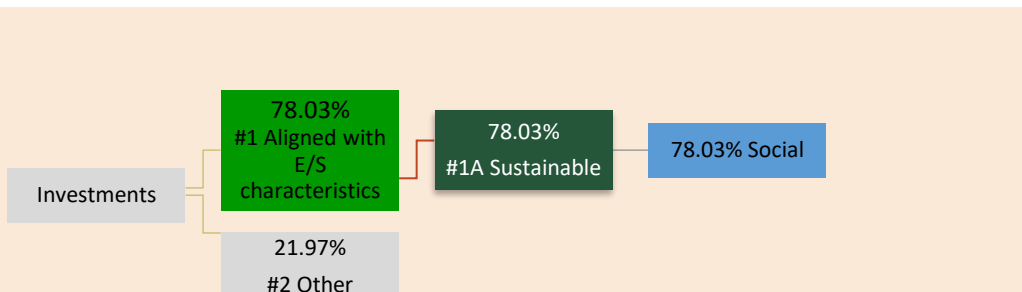 Investments
78.03%
#1 Aligned with
E/S
characteristics
21.97%
#2 Other
78.03%
#1A Sustainable
78.03% Social